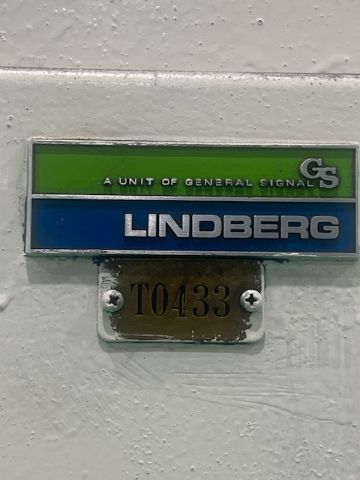 GS
A UNIT OF GENERAL SIGNAL
LINDBERG
T0433